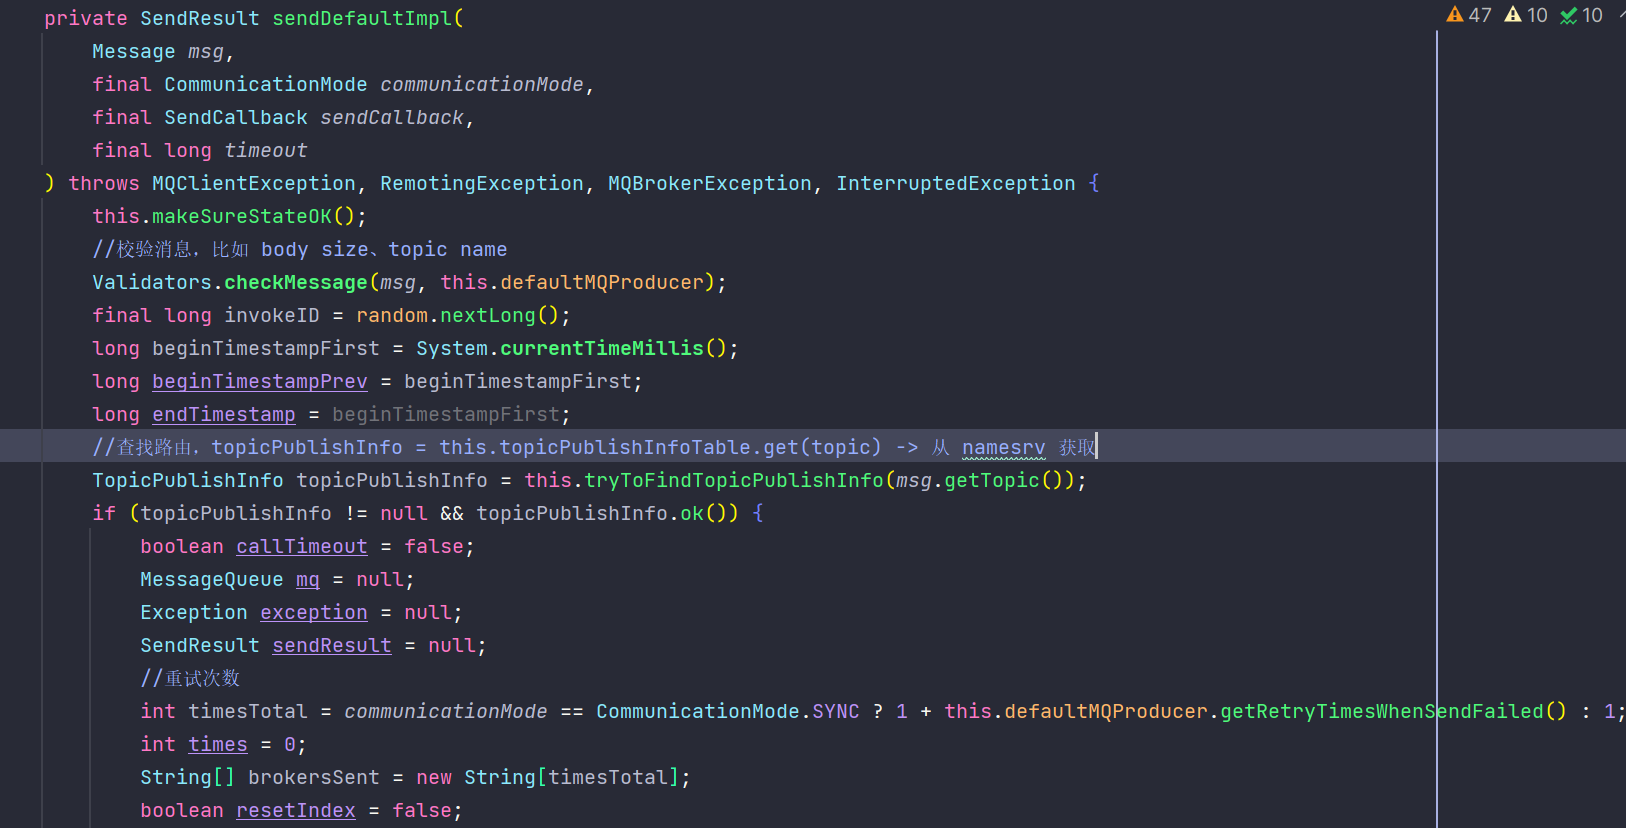 private SendResult sendDefaultImpl(
47 10 10
Message msg,
final CommunicationMode communicationMode,
final SendCallback sendCallback,
final long timeout
) throws MQClientException, RemotingException, MQBrokerException, InterruptedException {
this.makeSureStateOK();
//校验消息，比如 body size、topic name
Validators.checkMessage(msg, this.defaultMQProducer);
final long invokeID = random.nextLong();
long beginTimestampFirst = System.currentTimeMillis();
long beginTimestampPrev = beginTimestampFirst;
long endTimestamp = beginTimestampFirst;
//查找路由，topicPublishInfo = this.topicPublishInfoTable.get(topic) -> 从 namesrv 获取
TopicPublishInfo topicPublishInfo = this.tryToFindTopicPublishInfo(msg.getTopic());
if (topicPublishInfo != null && topicPublishInfo.ok()) {
boolean callTimeout = false;
MessageQueue mq = null;
Exception exception = null;
SendResult sendResult = null;
//重试次数
int timesTotal = communicationMode == CommunicationMode.SYNC ? 1 + this.defaultMQProducer.getRetryTimesWhenSendFailed() : 1;
int times = 0;
String[] brokersSent = new String[timesTotal];
boolean resetIndex = false;